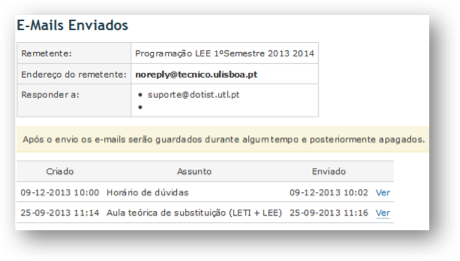 E-Mails Enviados
Remetente: Programação LEE 1ºSemestre 2013 2014
Endereço do remetente: noreply@tecnico.ulisboa.pt
Responder a: • suporte@dotist.utl.pt
•
Após o envio os e-mails serão guardados durante algum tempo e posteriormente apagados.
Criado Assunto Enviado
09-12-2013 10:00 Horário de dúvidas 09-12-2013 10:02 Ver
25-09-2013 11:14 Aula teórica de substituição (LETI + LEE) 25-09-2013 11:16 Ver